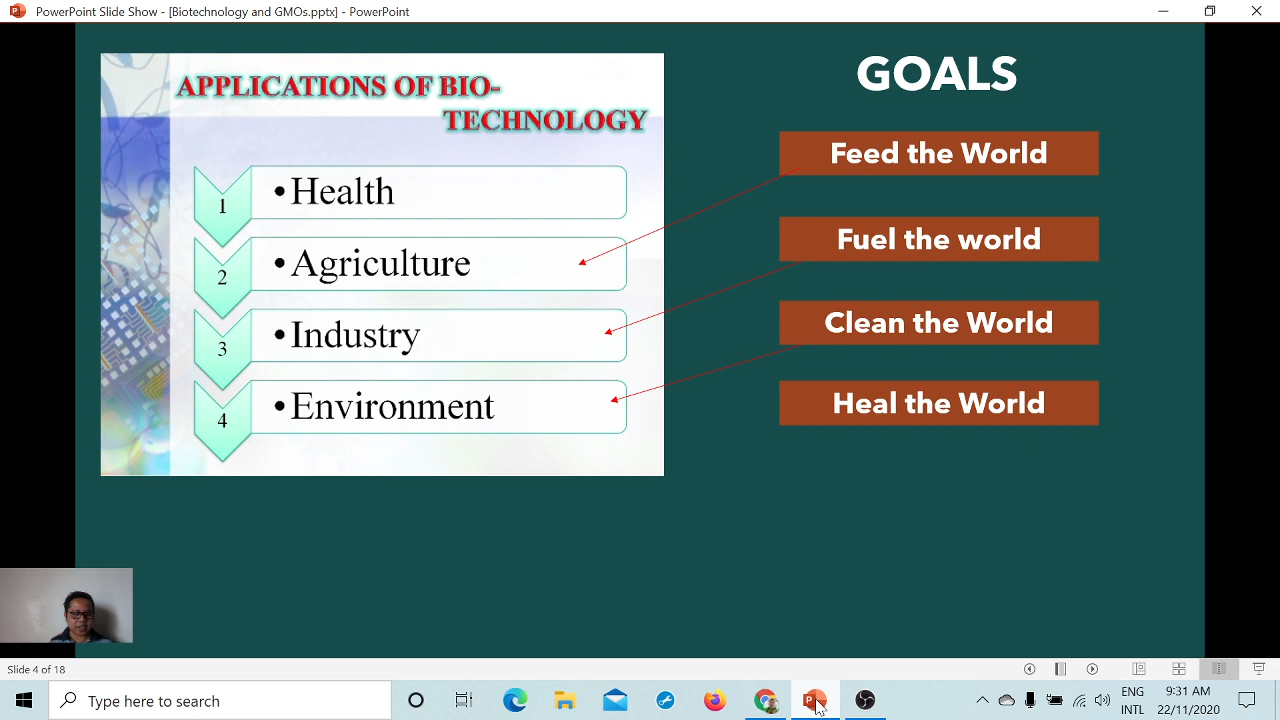 PowerPoint Slide Show - [Biotechnology and GMOs.pptx] - PowerPoint
APPLICATIONS OF BIO-
TECHNOLOGY
1
•Health
2
•Agriculture
3
•Industry
4
•Environment
GOALS
Feed the World
Fuel the world
Clean the World
Heal the World
Slide 4 of 18
Type here to search
ENG
INTL
9:31 AM
22/11/2020